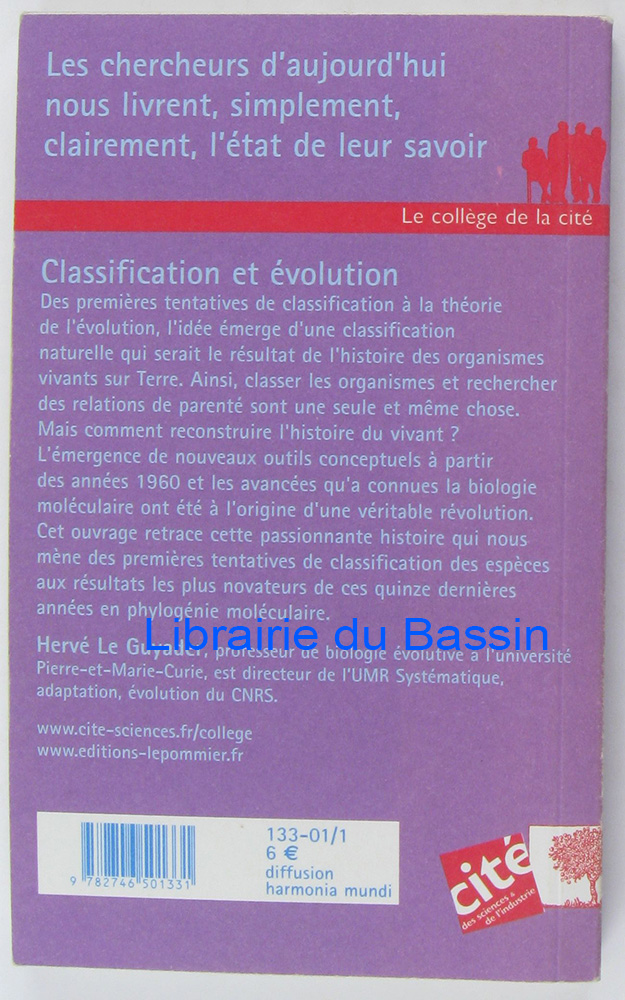 Les chercheurs d'aujourd'hui
nous livrent, simplement,
clairement, l'état de leur savoir
Le collège de la cité
Classification et évolution
Des premières tentatives de classification à la théorie
de l'évolution, l'idée émerge d'une classification
naturelle qui serait le résultat de l'histoire des organismes
vivants sur Terre. Ainsi, classer les organismes et rechercher
des relations de parenté sont une seule et même chose.
Mais comment reconstruire l'histoire du vivant ?
L'émergence de nouveaux outils conceptuels à partir
des années 1960 et les avancées qu'a connues la biologie
moléculaire ont été à l'origine d'une véritable révolution.
Cet ouvrage retrace cette passionnante histoire qui nous
mène des premières tentatives de classification des espèces
aux résultats les plus novateurs de ces quinze dernières
années en phylogénie moléculaire.
Librairie du Bassin
Hervé Le Guyader, professeur de biologie évolutive à l'université
Pierre-et-Marie-Curie, est directeur de l'UMR Systématique,
adaptation, évolution du CNRS.
www.cite-sciences.fr/college
www.editions-lepommier.fr
133-01/1
6 €
diffusion
harmonia mundi
9 782746 501331
cité
des sciences &
de l'industrie